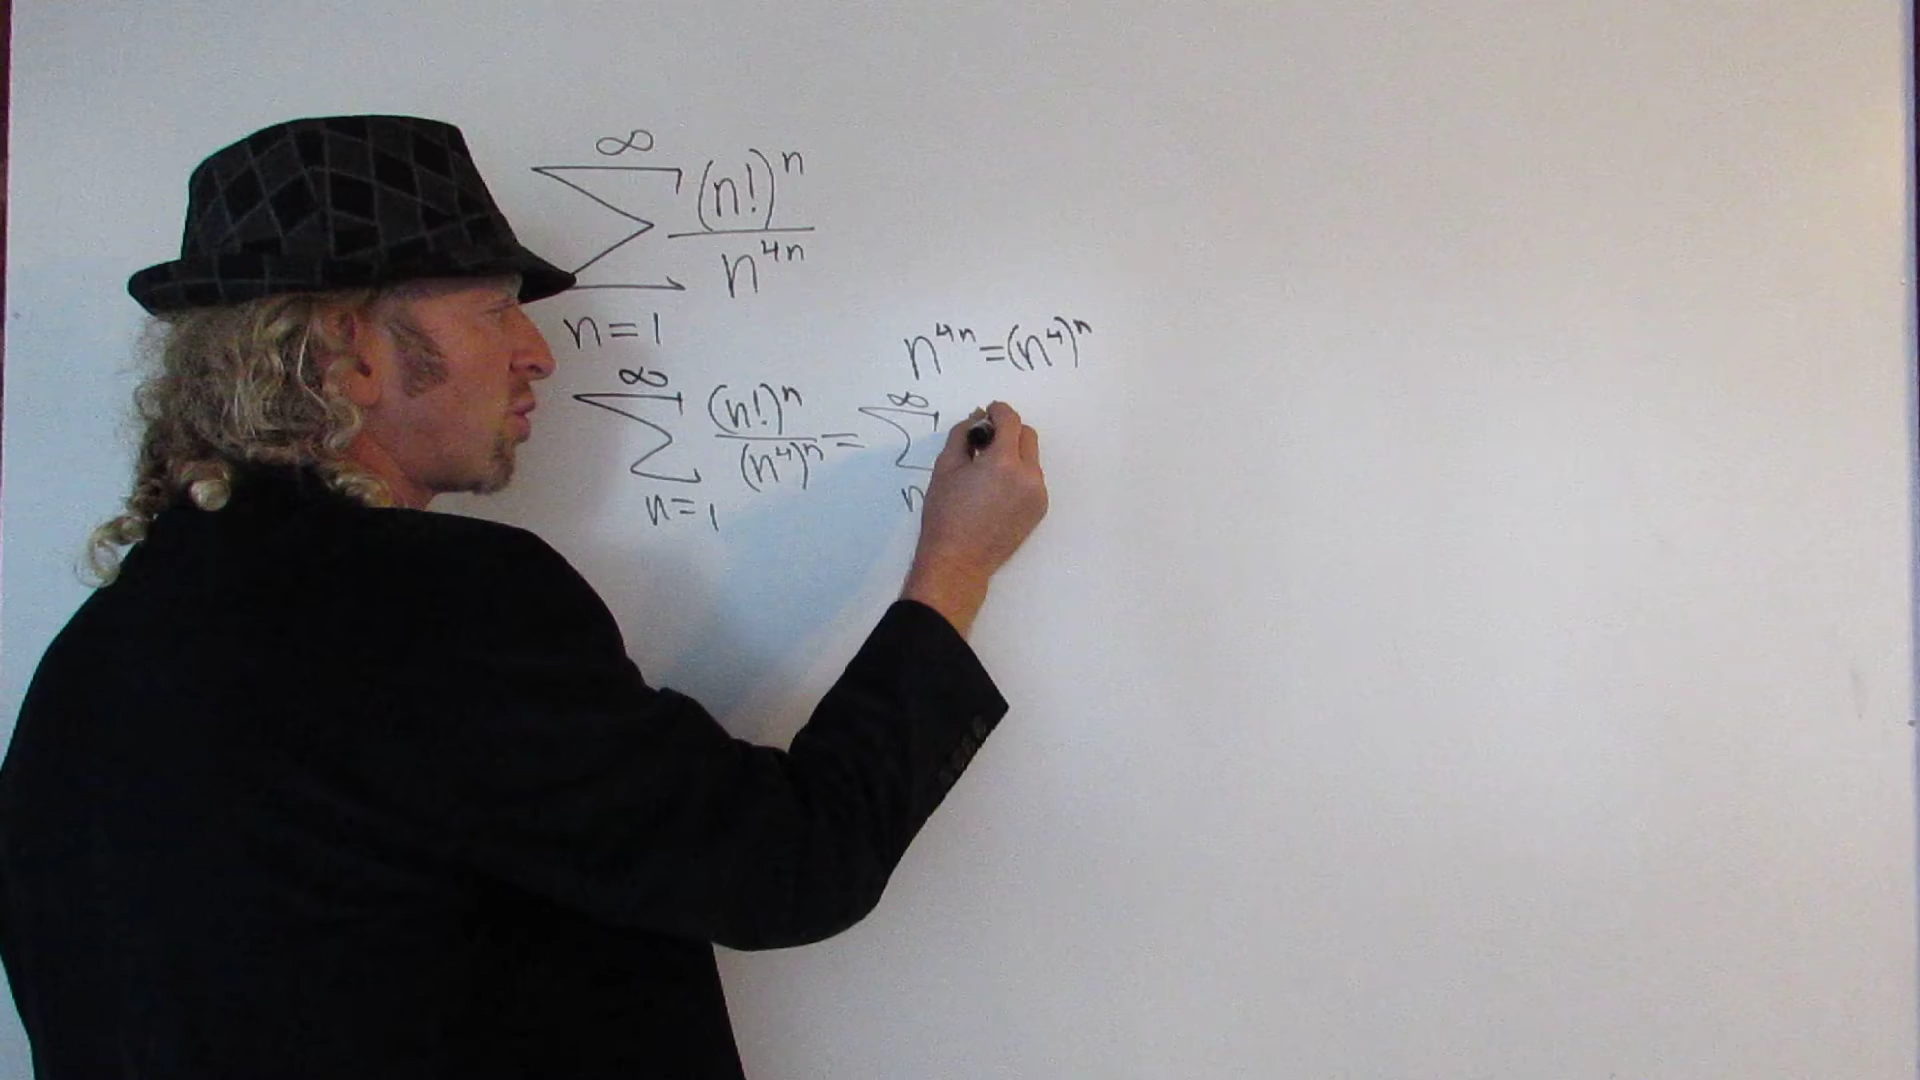 ∞
∑ (n!)^n / n^{4n}
n=1
n^{4n} = (n^4)^n
∞ ∞
∑ (n!)^n / (n^4)^n = ∑
n=1 n